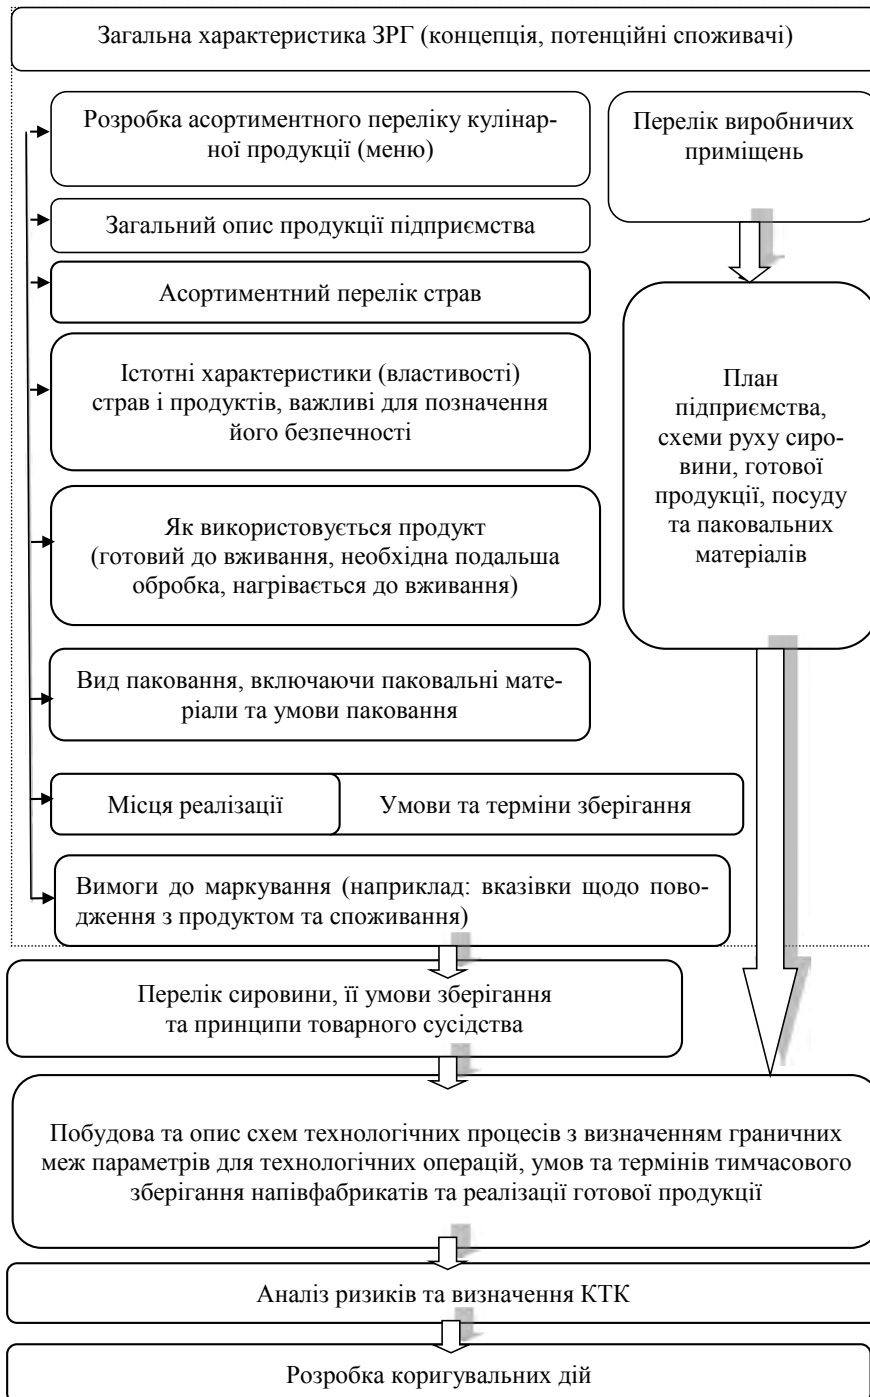 Загальна характеристика ЗРГ (концепція, потенційні споживачі)
Розробка асортиментного переліку кулінар-
ної продукції (меню)
Перелік виробничих
приміщень
Загальний опис продукції підприємства
Асортиментний перелік страв
Істотні характеристики (властивості)
страв і продуктів, важливі для позначення
його безпечності
План
підприємства,
схеми руху сиро-
вини, готової
продукції, посуду
та паковальних
матеріалів
Як використовується продукт
(готовий до вживання, необхідна подальша
обробка, нагрівається до вживання)
Вид паковання, включаючи паковальні мате-
ріали та умови паковання
Місця реалізації
Умови та терміни зберігання
Вимоги до маркування (наприклад: вказівки щодо пово-
дження з продуктом та споживання)
Перелік сировини, її умови зберігання
та принципи товарного сусідства
Побудова та опис схем технологічних процесів з визначенням граничних
меж параметрів для технологічних операцій, умов та термінів тимчасового
зберігання напівфабрикатів та реалізації готової продукції
Аналіз ризиків та визначення КТК
Розробка коригувальних дій